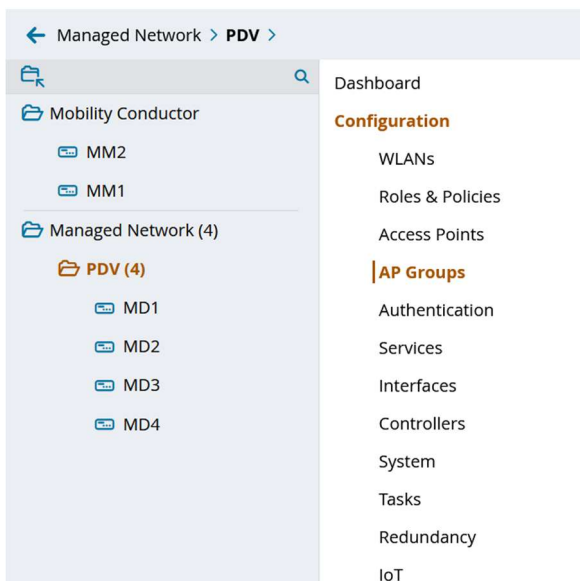 Managed Network > PDV >
Mobility Conductor
MM2
MM1
Managed Network (4)
PDV (4)
MD1
MD2
MD3
MD4
Dashboard
Configuration
WLANs
Roles & Policies
Access Points
AP Groups
Authentication
Services
Interfaces
Controllers
System
Tasks
Redundancy
IoT